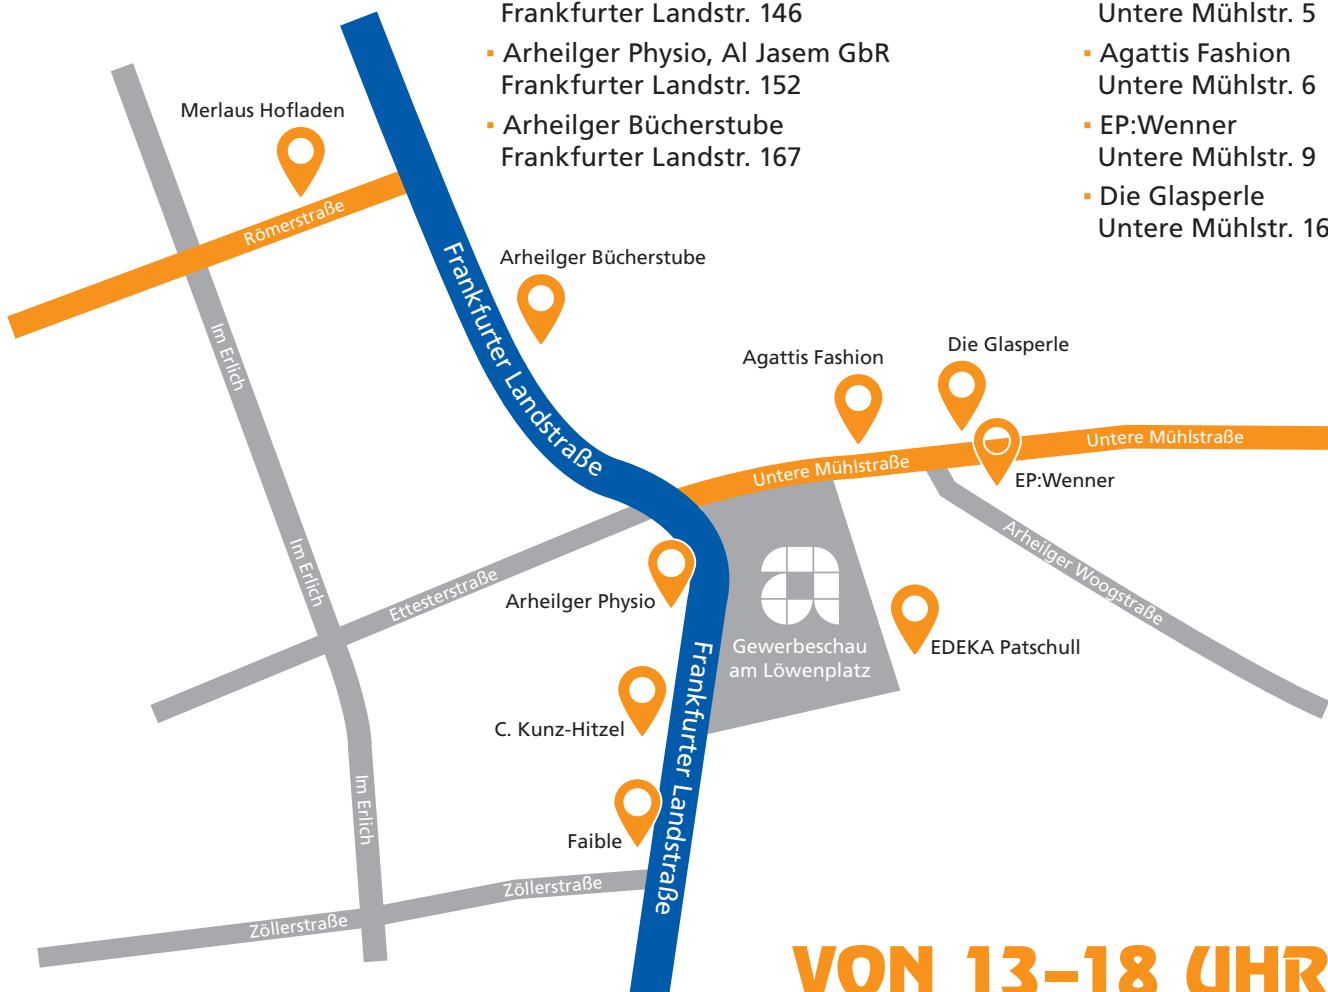 Frankfurter Landstr. 146
▪ Arheilger Physio, Al Jasem GbR
Frankfurter Landstr. 152
▪ Arheilger Bücherstube
Frankfurter Landstr. 167
Untere Mühlstr. 5
▪ Agattis Fashion
Untere Mühlstr. 6
▪ EP:Wenner
Untere Mühlstr. 9
▪ Die Glasperle
Untere Mühlstr. 16
Merlaus Hofladen
Römerstraße
Frankfurter Landstraße
Arheilger Bücherstube
Im Erlich
Agattis Fashion
Die Glasperle
Untere Mühlstraße
Untere Mühlstraße
EP:Wenner
Arheilger Woogstraße
Im Erlich
Ettesterstraße
Arheilger Physio
Gewerbeschau
am Löwenplatz
EDEKA Patschull
Frankfurter Landstraße
C. Kunz-Hitzel
Im Erlich
Faible
Zöllerstraße
Zöllerstraße
VON 13–18 UHR